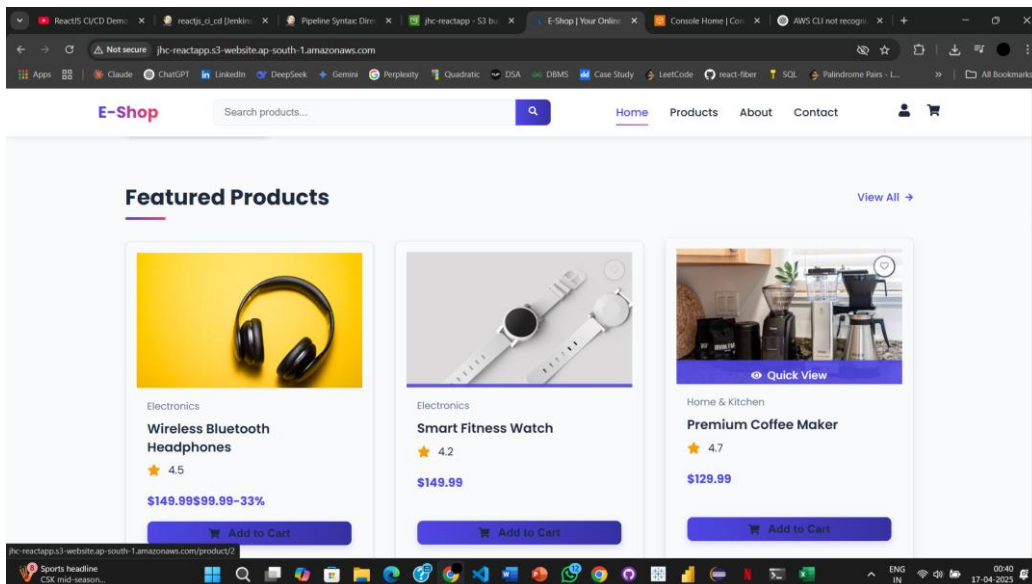 ReactJS CI/CD Demo
reactjs_ci_cd [Jenkins
Pipeline Syntax: Dire
jhc-reactapp - S3 bu
E-Shop | Your Online
Console Home | Con
AWS CLI not recogni
Not secure jhc-reactapp.s3-website.ap-south-1.amazonaws.com
Apps Claude ChatGPT LinkedIn DeepSeek Gemini Perplexity Quadratic DSA DBMS Case Study LeetCode react-fiber SQL Palindrome Pairs - L... » All Bookmarks
E-Shop Search products... Home Products About Contact
Featured Products View All →
Quick View
Electronics
Wireless Bluetooth
Headphones
4.5
$149.99$99.99-33%
Add to Cart
Electronics
Smart Fitness Watch
4.2
$149.99
Add to Cart
Home & Kitchen
Premium Coffee Maker
4.7
$129.99
Add to Cart
jhc-reactapp.s3-website.ap-south-1.amazonaws.com/product/2
Sports headline
CSK mid-season...
ENG
IN
00:40
17-04-2025